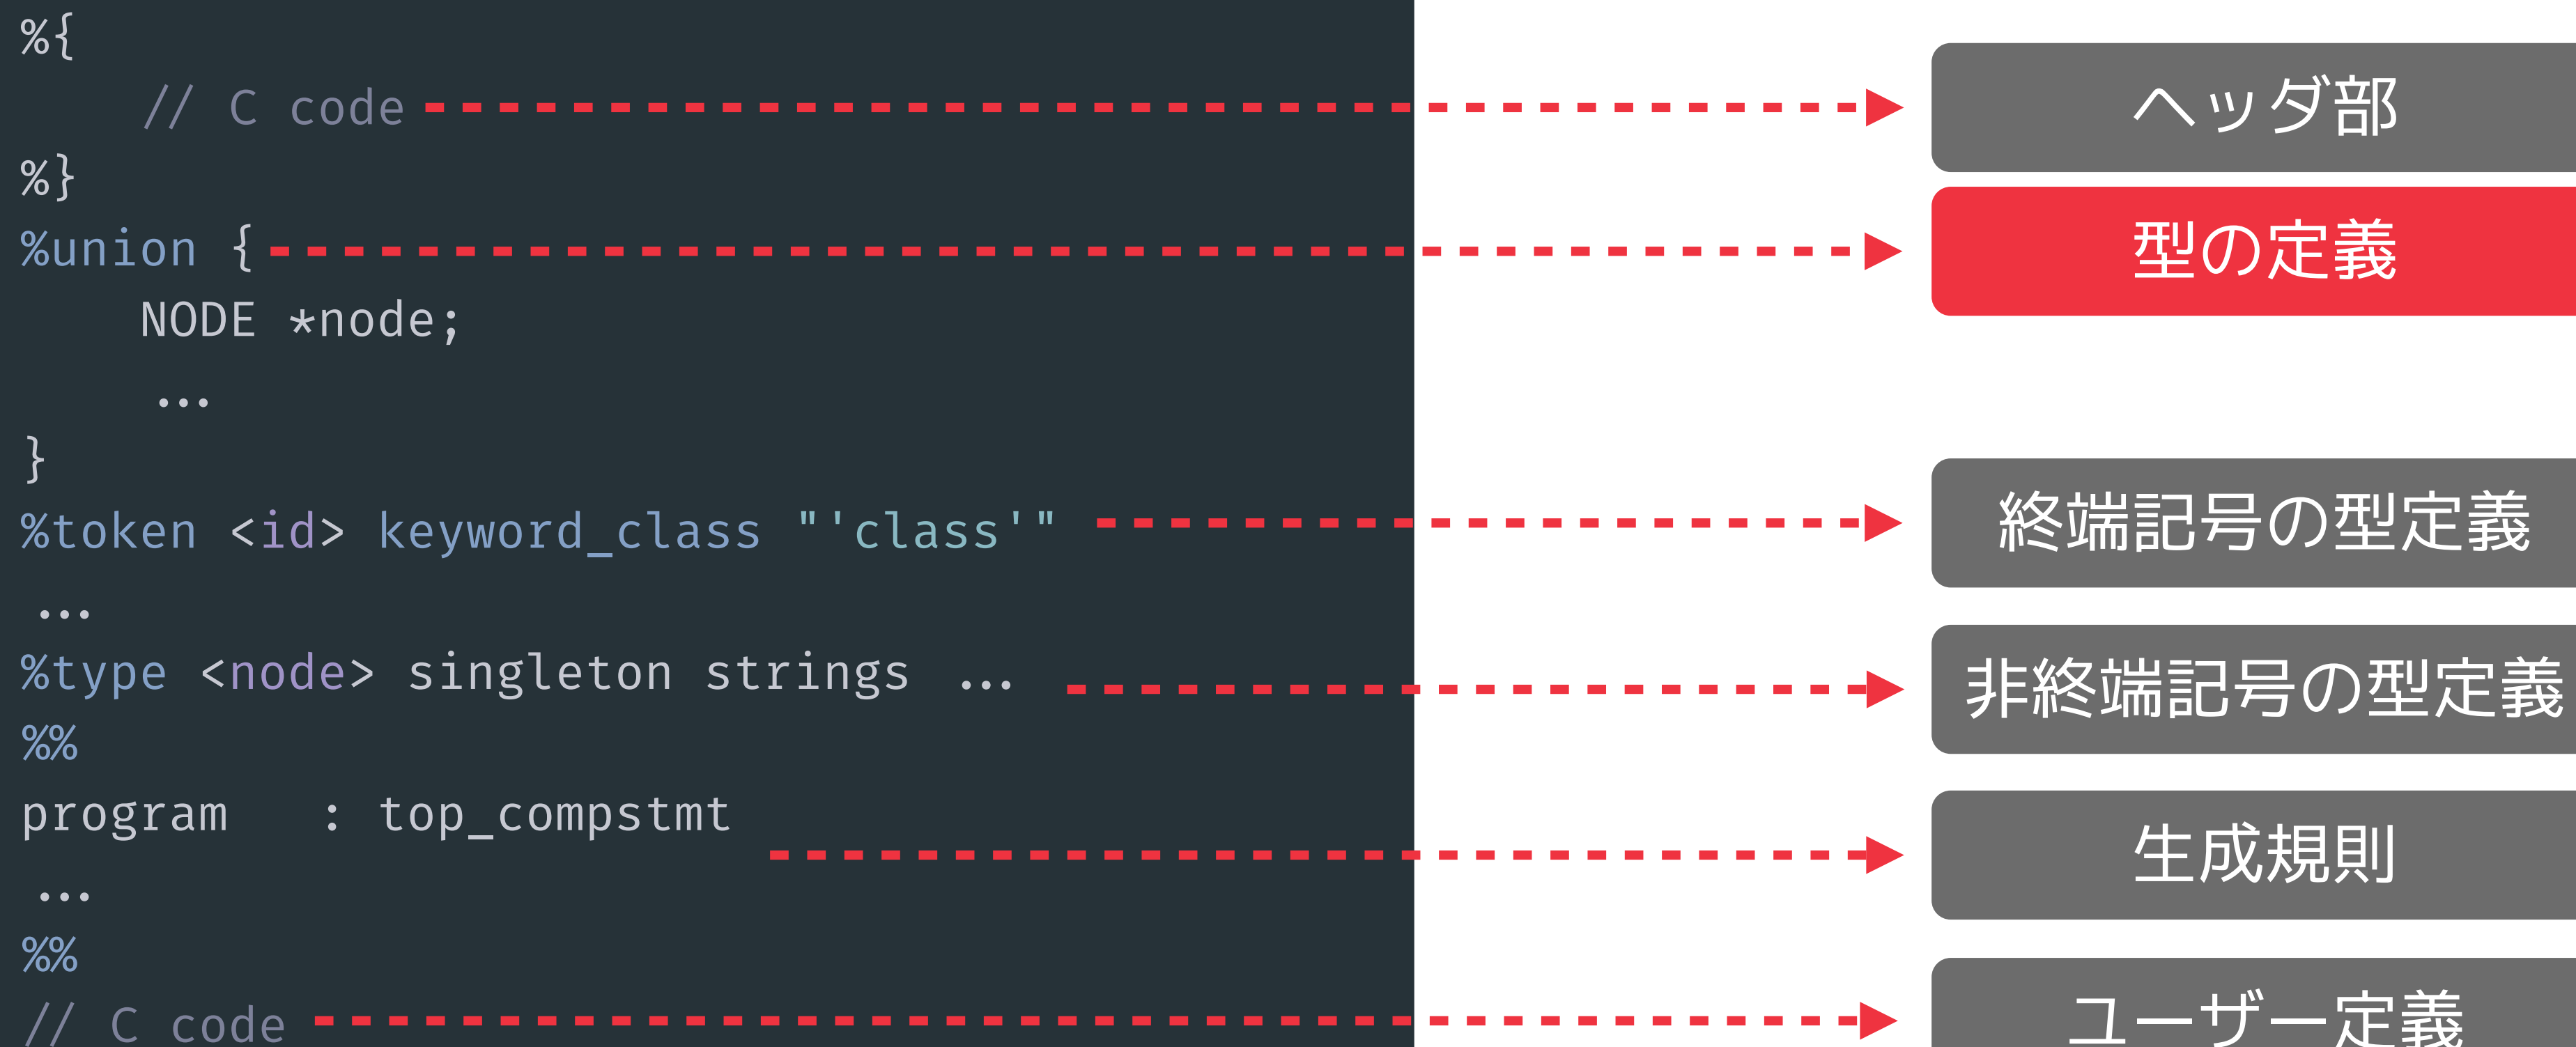 %{
// C code
ヘッダ部
%}
%union {
型の定義
NODE *node;
...
}
%token <id> keyword_class "'class'"
終端記号の型定義
...
%type <node> singleton strings ...
非終端記号の型定義
%%
program : top_compstmt
生成規則
...
%%
// C code
ユーザー定義